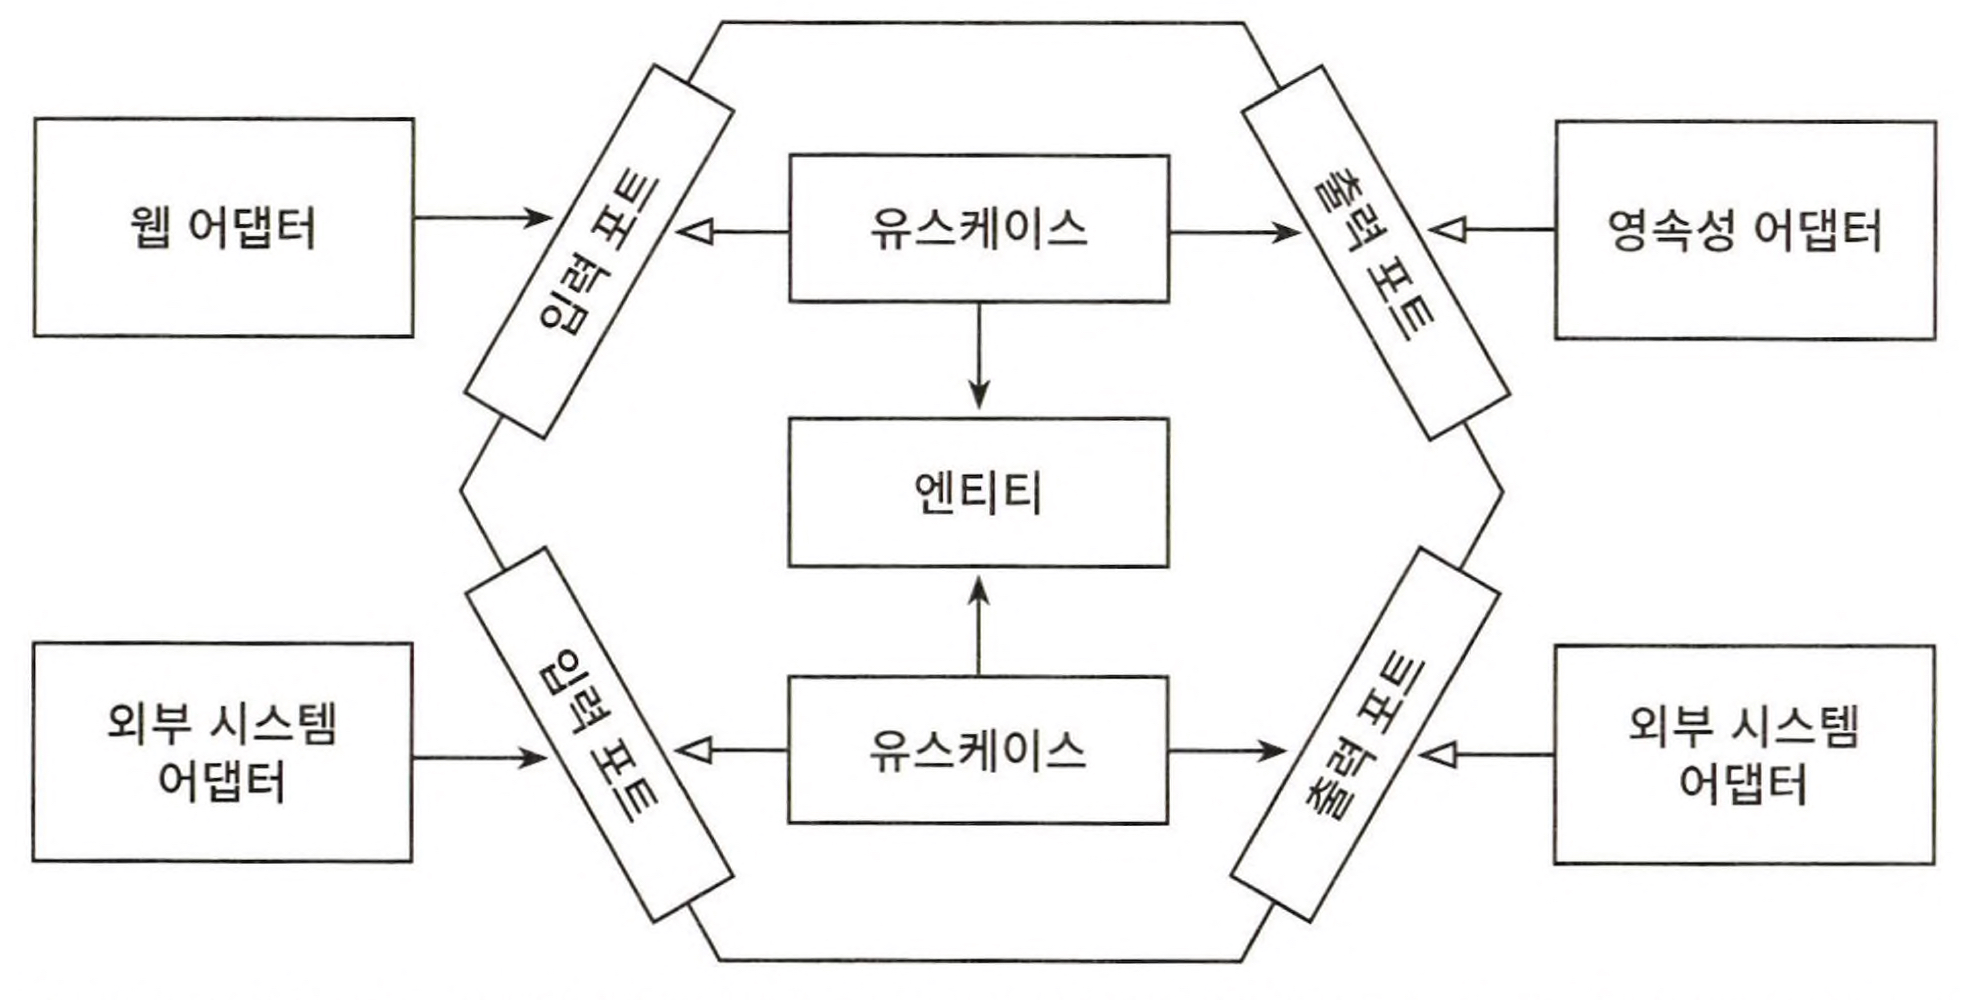 웹 어댑터
입력 포트
유스케이스
출력 포트
영속성 어댑터
엔티티
외부 시스템
어댑터
입력 포트
유스케이스
출력 포트
외부 시스템
어댑터